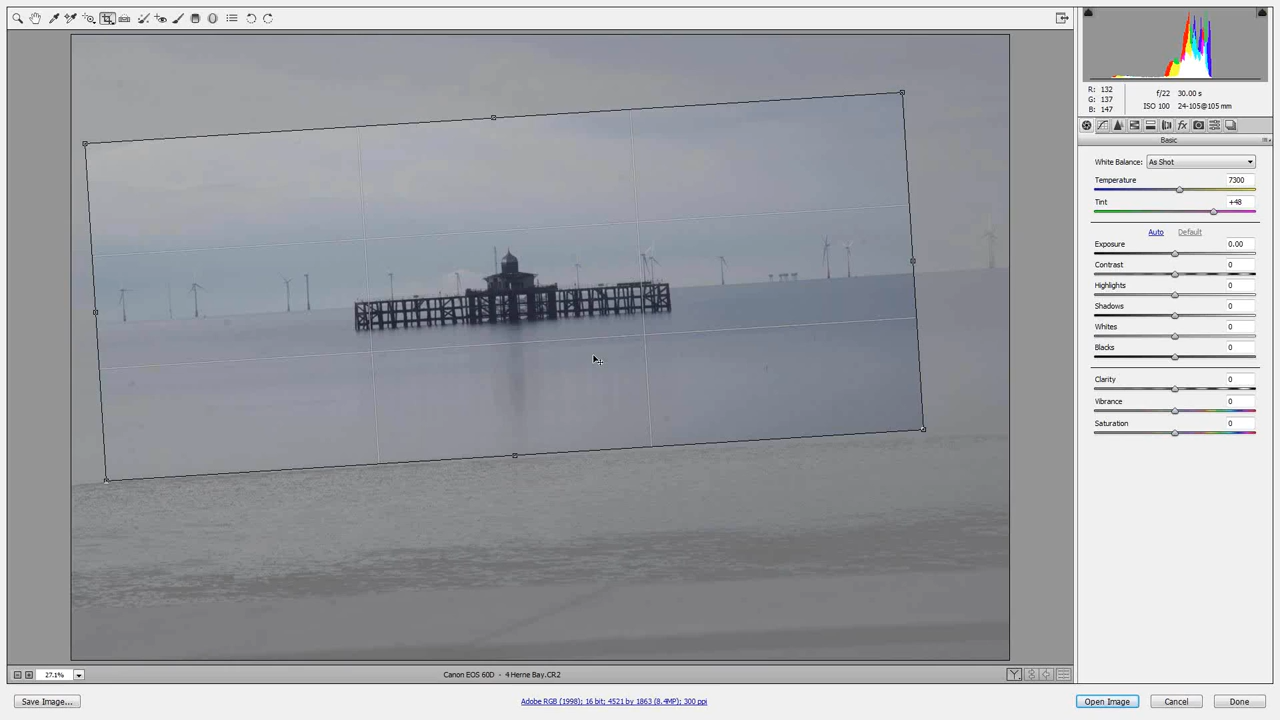 R: 132
G: 137
B: 147
f/22 30.00 s
ISO 100 24-105@105 mm
fx
Basic
White Balance: As Shot
Temperature 7300
Tint +48
Auto Default
Exposure 0.00
Contrast 0
Highlights 0
Shadows 0
Whites 0
Blacks 0
Clarity 0
Vibrance 0
Saturation 0
27.1%
Canon EOS 60D - 4 Herne Bay.CR2
Y
Save Image...
Adobe RGB (1998); 16 bit; 4521 by 1863 (8.4MP); 300 ppi
Open Image
Cancel
Done